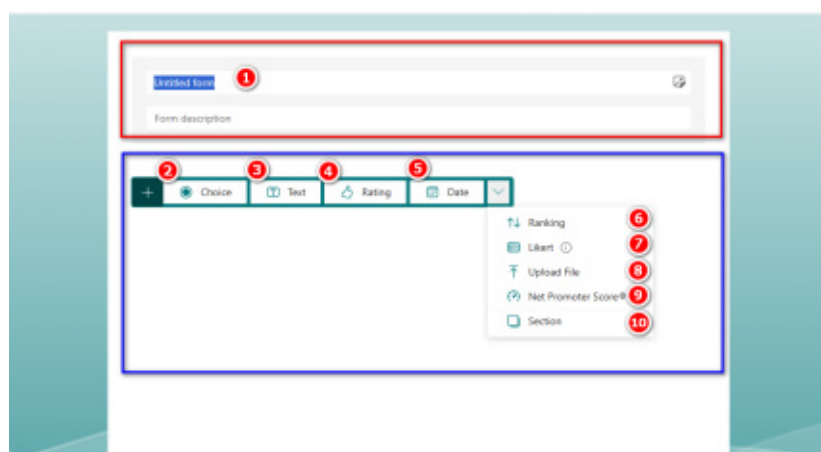 Untitled form 1
Form description
2 3 4 5
+ Choice Text Rating Date
Ranking 6
Likert 7
Upload File 8
Net Promoter Score® 9
Section 10